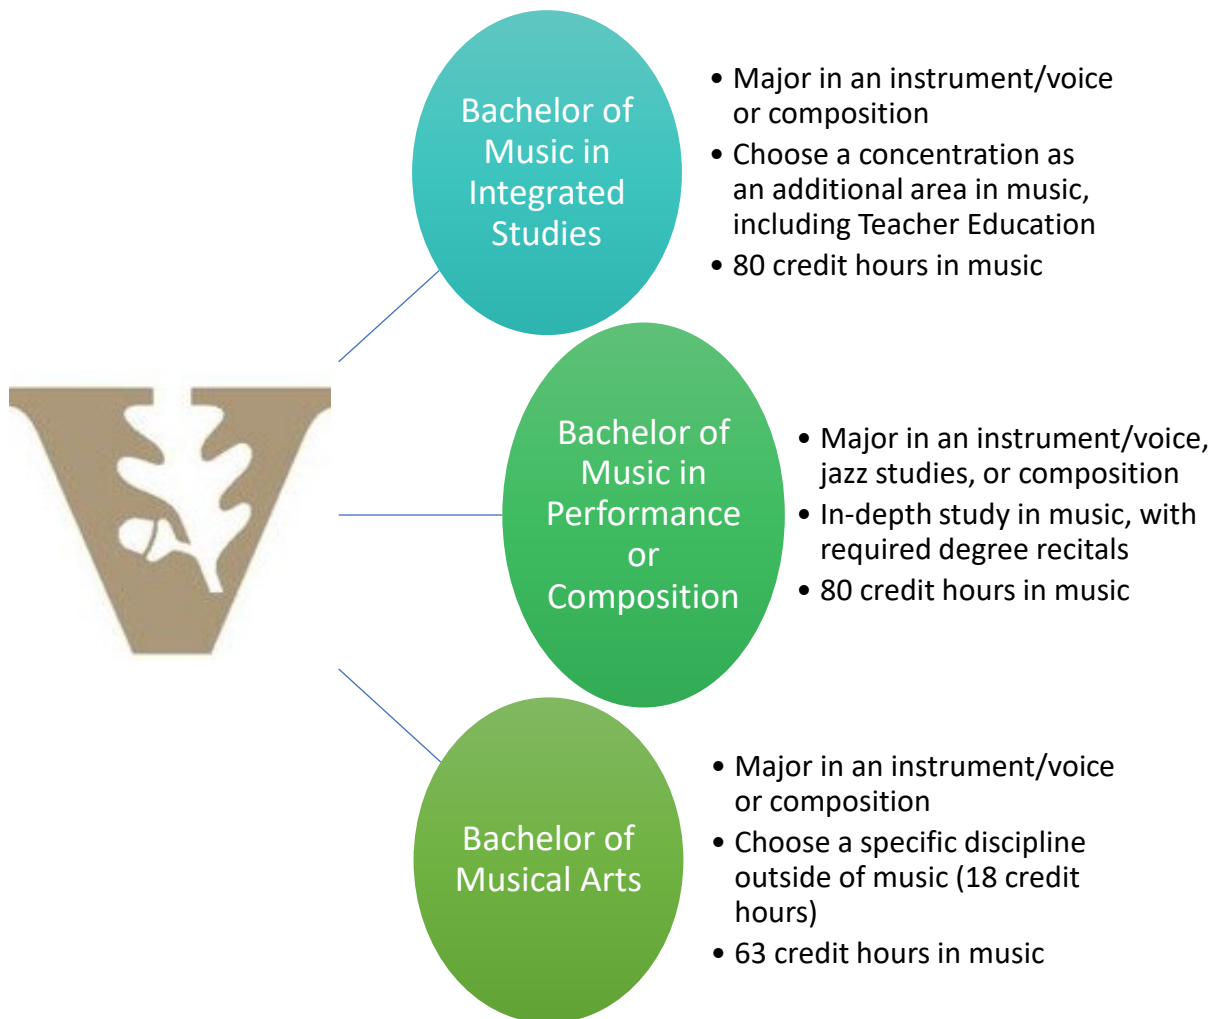 Bachelor of
Music in
Integrated
Studies
• Major in an instrument/voice
or composition
• Choose a concentration as
an additional area in music,
including Teacher Education
• 80 credit hours in music
Bachelor of
Music in
Performance
or
Composition
• Major in an instrument/voice,
jazz studies, or composition
• In-depth study in music, with
required degree recitals
• 80 credit hours in music
Bachelor of
Musical Arts
• Major in an instrument/voice
or composition
• Choose a specific discipline
outside of music (18 credit
hours)
• 63 credit hours in music
V